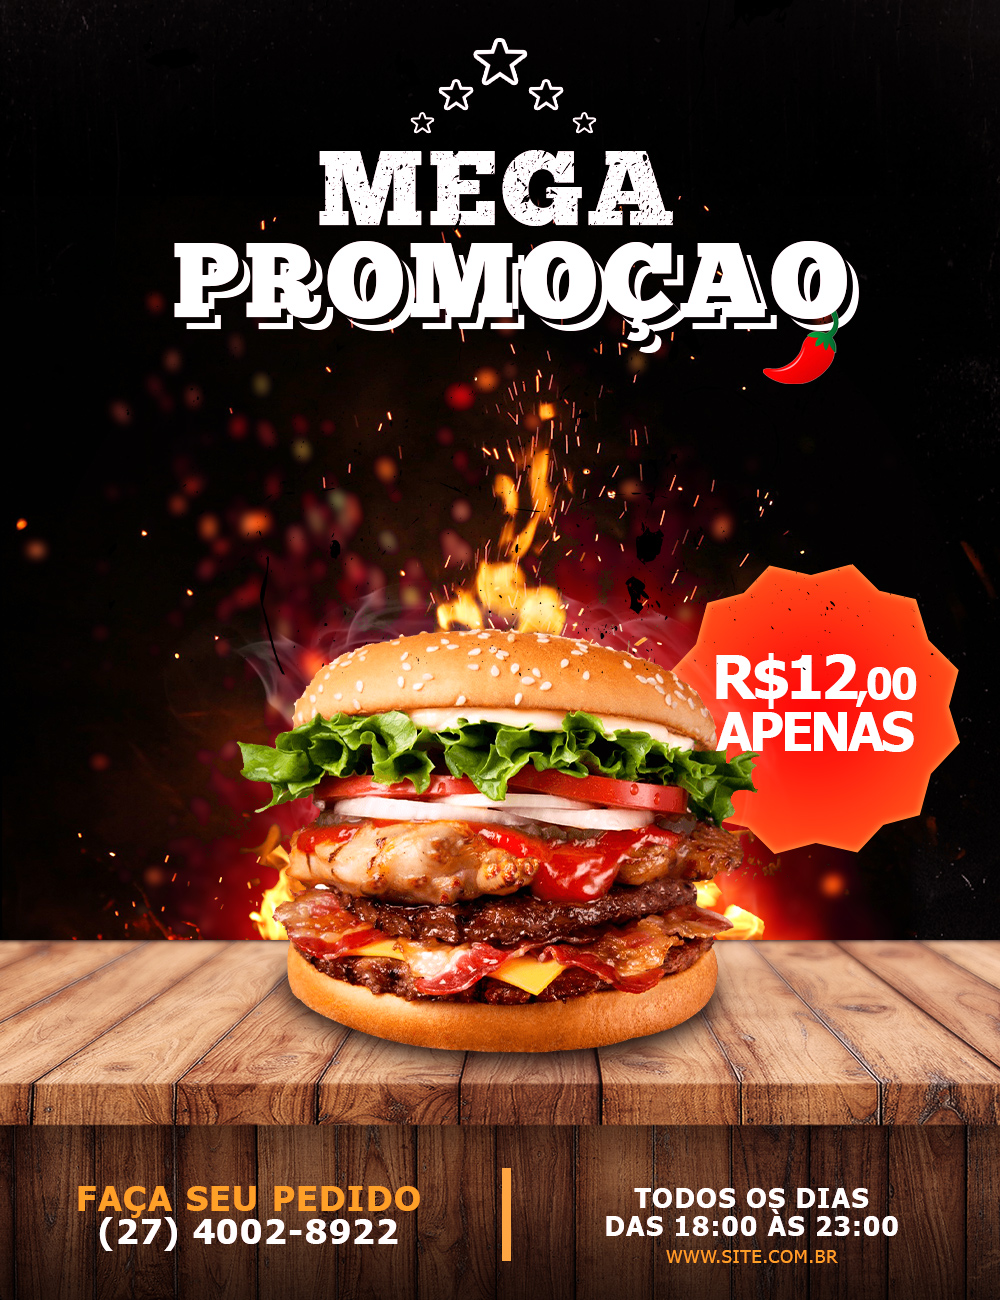 MEGA
PROMOÇAO
R$12,00
APENAS
FAÇA SEU PEDIDO
(27) 4002-8922
TODOS OS DIAS
DAS 18:00 ÀS 23:00
WWW.SITE.COM.BR